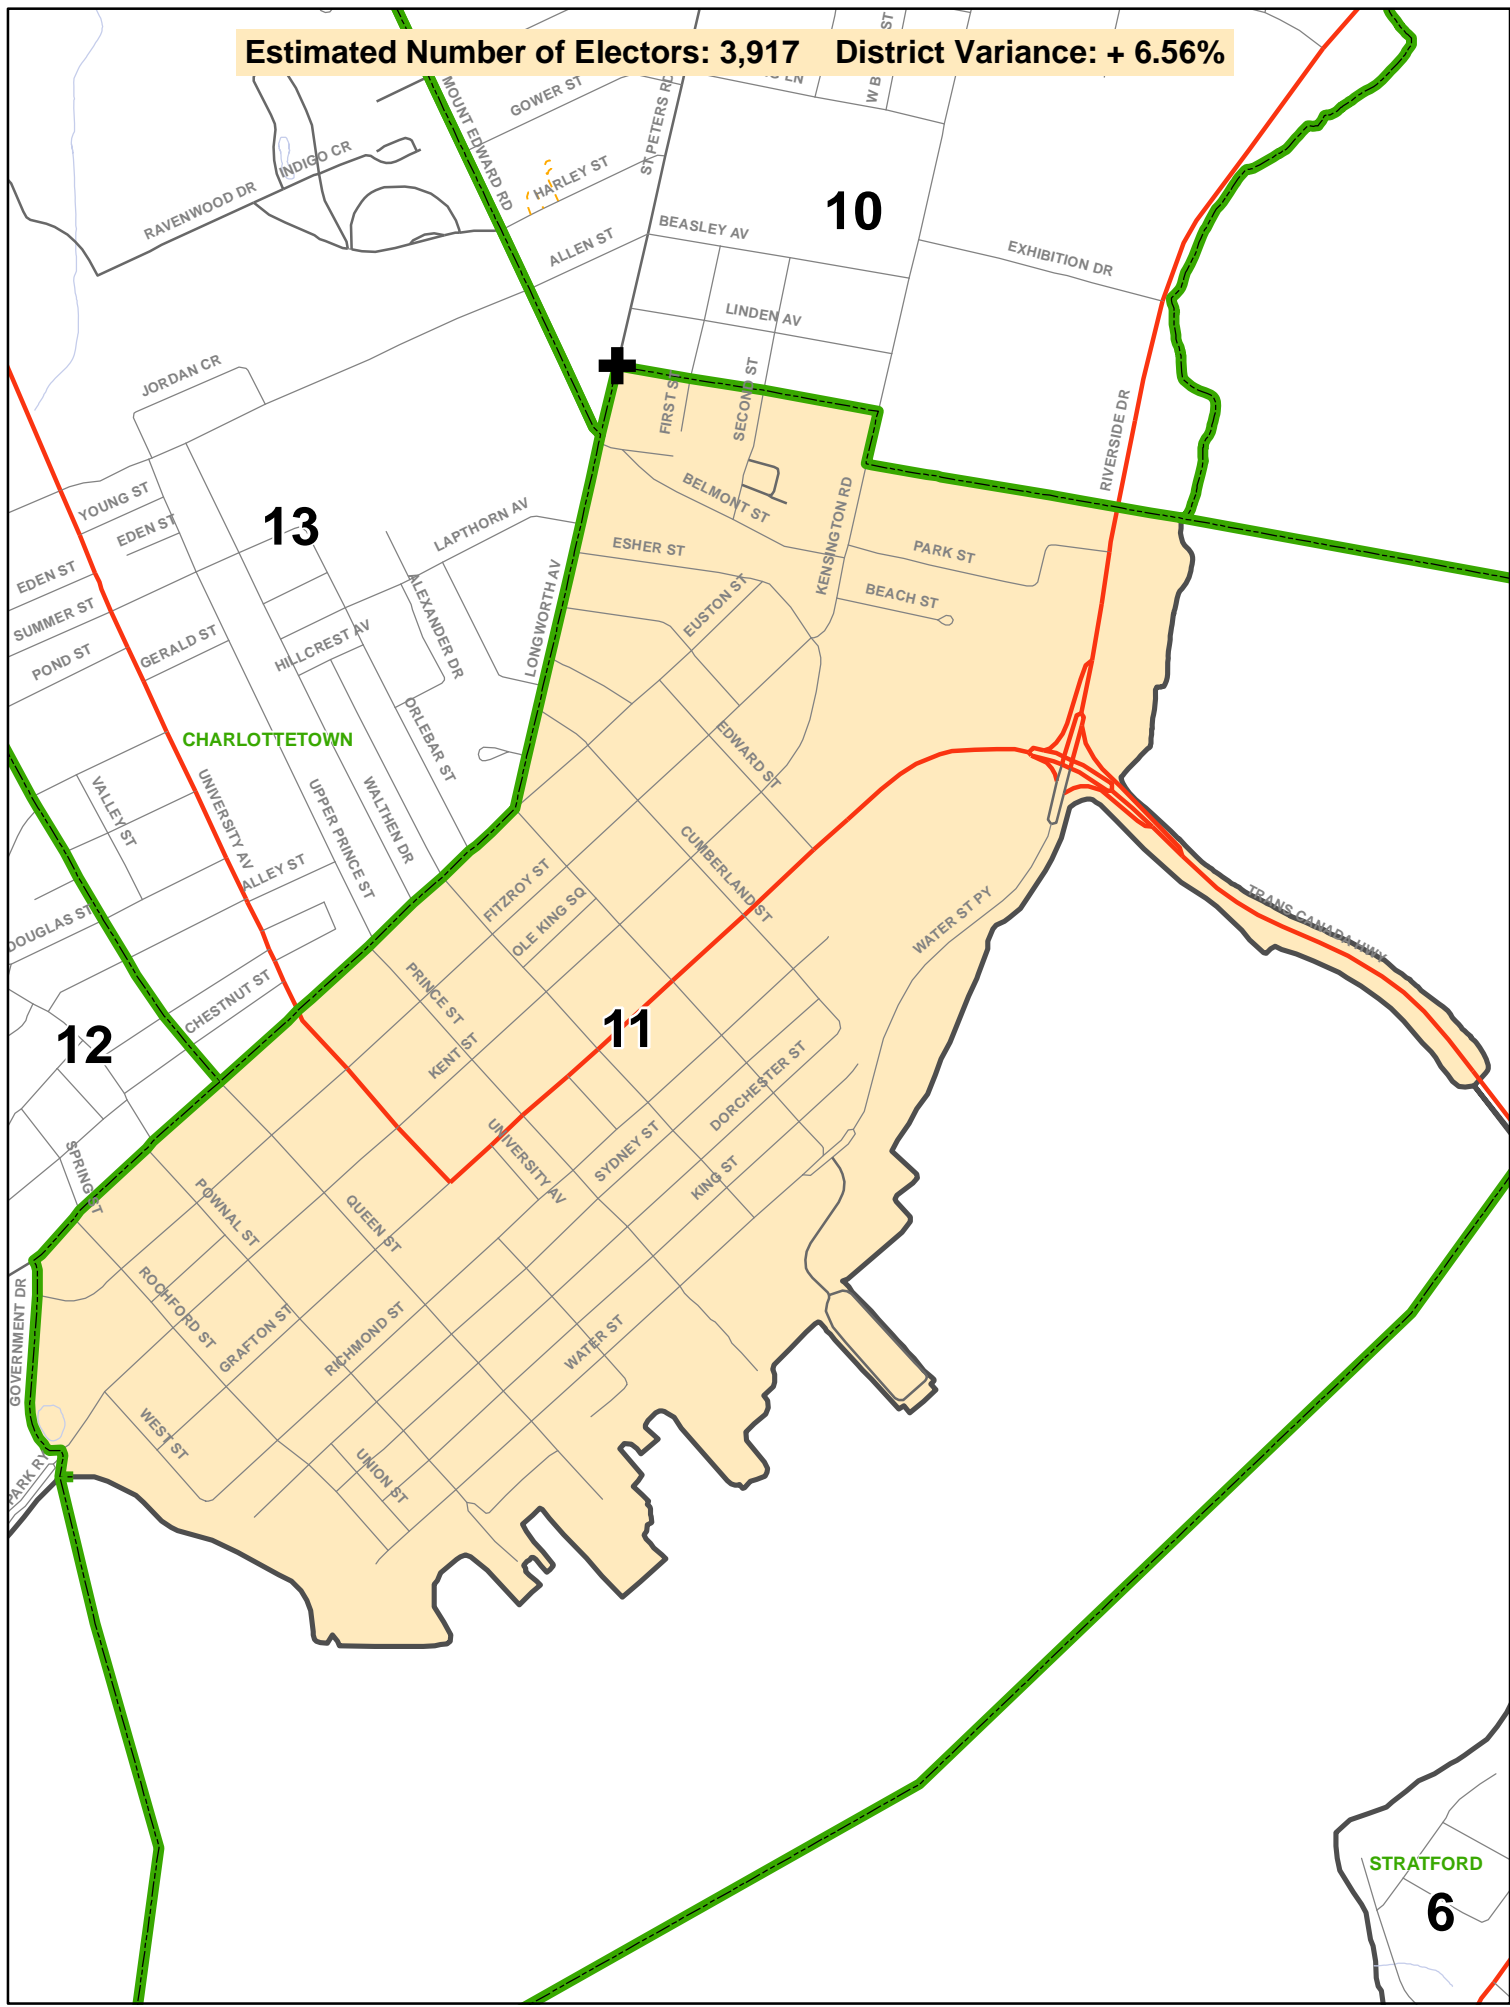 Estimated Number of Electors: 3,917 District Variance: + 6.56%
ST
W B
LN
GOWER ST
MOUNT EDWARD RD
ST PETERS RD
INDIGO CR
HARLEY ST
RAVENWOOD DR
10
BEASLEY AV
ALLEN ST
EXHIBITION DR
LINDEN AV
JORDAN CR
FIRST ST
SECOND ST
RIVERSIDE DR
YOUNG ST
EDEN ST
13
LAPTHORN AV
BELMONT ST
KENSINGTON RD
ESHER ST
PARK ST
EDEN ST
SUMMER ST
POND ST
GERALD ST
HILLCREST AV
ALEXANDER DR
LONGWORTH AV
EUSTON ST
BEACH ST
CHARLOTTETOWN
ORLEBAR ST
EDWARD ST
VALLEY ST
UNIVERSITY AV
UPPER PRINCE ST
WALTHEN DR
CUMBERLAND ST
ALLEY ST
FITZROY ST
OLE KING SQ
WATER ST PY
TRANS CANADA HWY
DOUGLAS ST
CHESTNUT ST
PRINCE ST
12
11
KENT ST
DORCHESTER ST
UNIVERSITY AV
SYDNEY ST
KING ST
SPRING ST
POWNAL ST
QUEEN ST
ROCHFORD ST
GRAFTON ST
RICHMOND ST
WATER ST
GOVERNMENT DR
WEST ST
UNION ST
PARK RY
STRATFORD
6